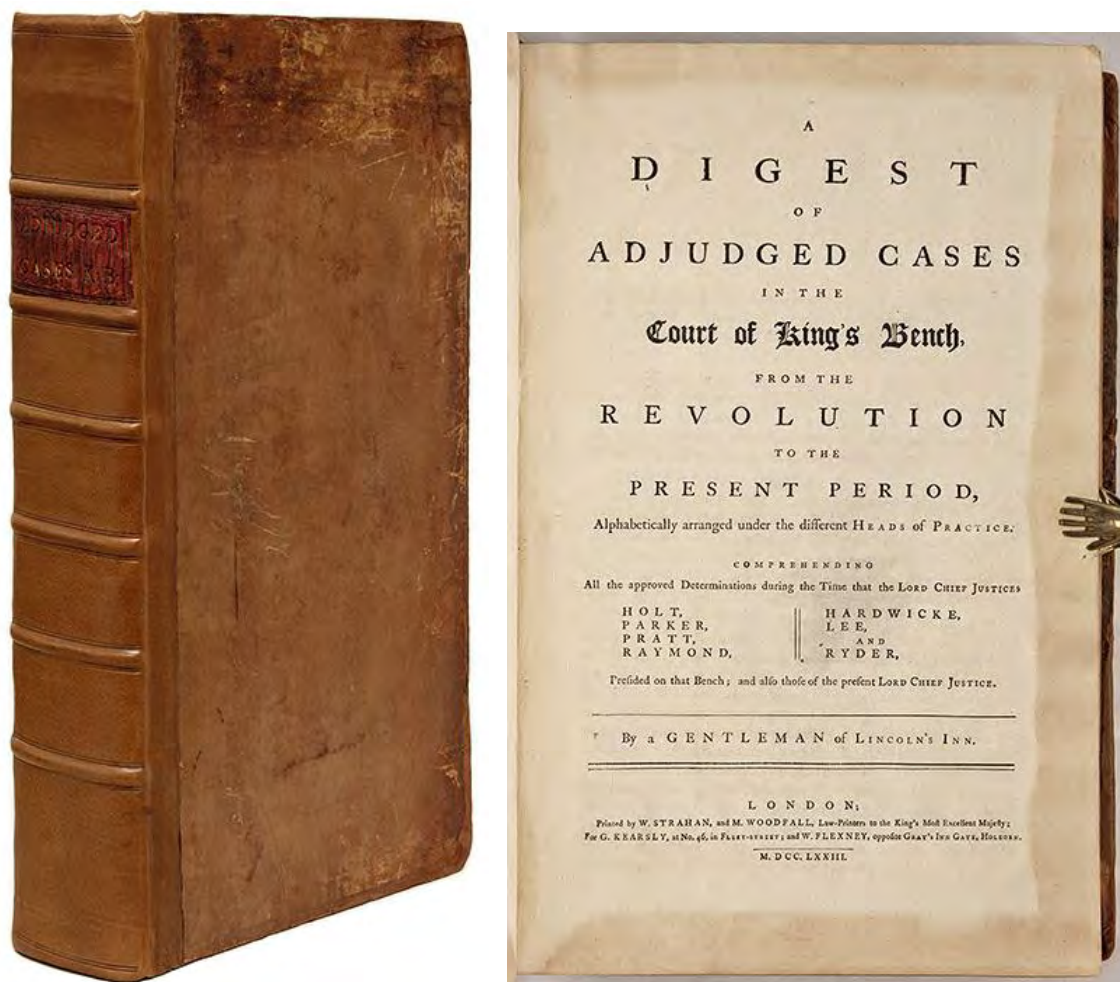 CASES K.B.
A
DIGEST
OF
ADJUDGED CASES
IN THE
Court of King's Bench,
FROM THE
REVOLUTION
TO THE
PRESENT PERIOD,
Alphabetically arranged under the different HEADS of PRACTICE.
COMPREHENDING
All the approved Determinations during the Time that the LORD CHIEF JUSTICES
HOLT,
PARKER,
PRATT,
RAYMOND,
HARDWICKE,
LEE,
AND
RYDER,
Preſided on that Bench; and alſo thoſe of the preſent LORD CHIEF JUSTICE.
By a GENTLEMAN of LINCOLN'S INN.
LONDON;
Printed by W. STRAHAN, and M. WOODFALL, Law-Printers to the King's Moſt Excellent Majeſty;
For G. KEARSLY, at No. 46, in FLEET-STREET; and W. FLEXNEY, oppoſite GRAY'S INN GATE, HOLBORN.
M.DCC.LXXIII.